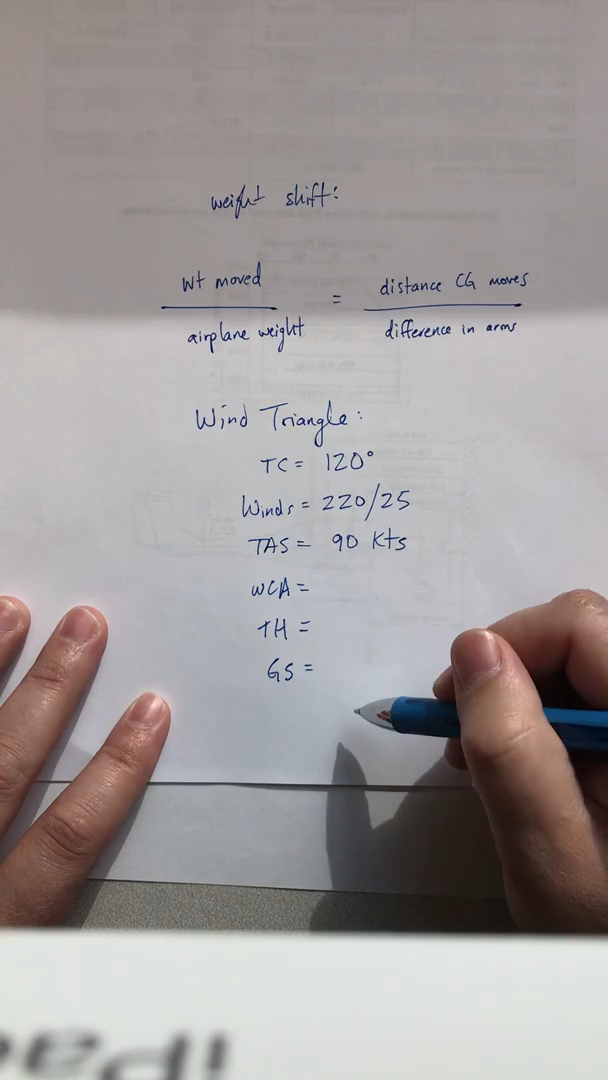 weight shift:
wt moved = distance CG moves
airplane weight difference in arms
Wind Triangle:
TC = 120°
Winds = 220/25
TAS = 90 Kts
WCA =
TH =
GS =